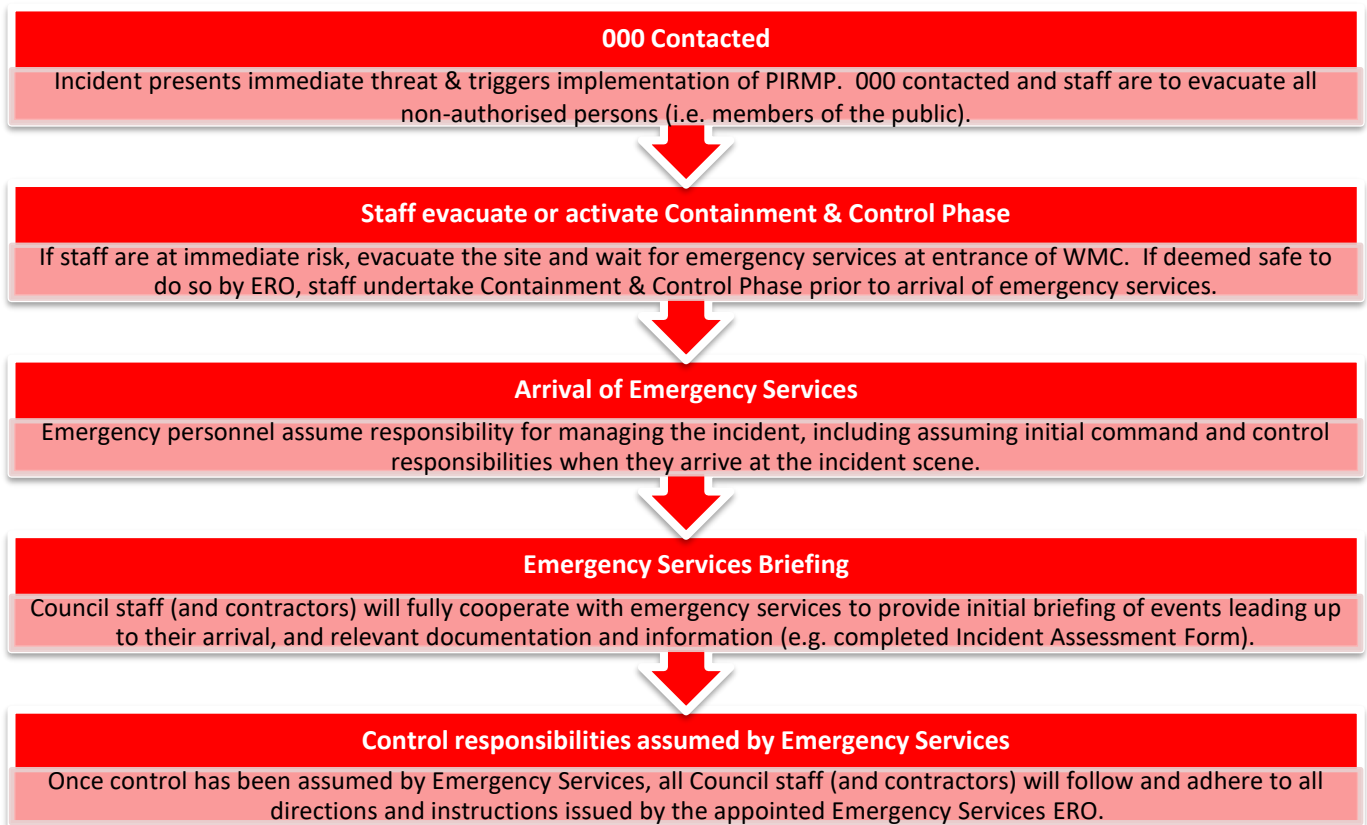 000 Contacted
Incident presents immediate threat & triggers implementation of PIRMP.  000 contacted and staff are to evacuate all
non-authorised persons (i.e. members of the public).
Staff evacuate or activate Containment & Control Phase
If staff are at immediate risk, evacuate the site and wait for emergency services at entrance of WMC.  If deemed safe to
do so by ERO, staff undertake Containment & Control Phase prior to arrival of emergency services.
Arrival of Emergency Services
Emergency personnel assume responsibility for managing the incident, including assuming initial command and control
responsibilities when they arrive at the incident scene.
Emergency Services Briefing
Council staff (and contractors) will fully cooperate with emergency services to provide initial briefing of events leading up
to their arrival, and relevant documentation and information (e.g. completed Incident Assessment Form).
Control responsibilities assumed by Emergency Services
Once control has been assumed by Emergency Services, all Council staff (and contractors) will follow and adhere to all
directions and instructions issued by the appointed Emergency Services ERO.